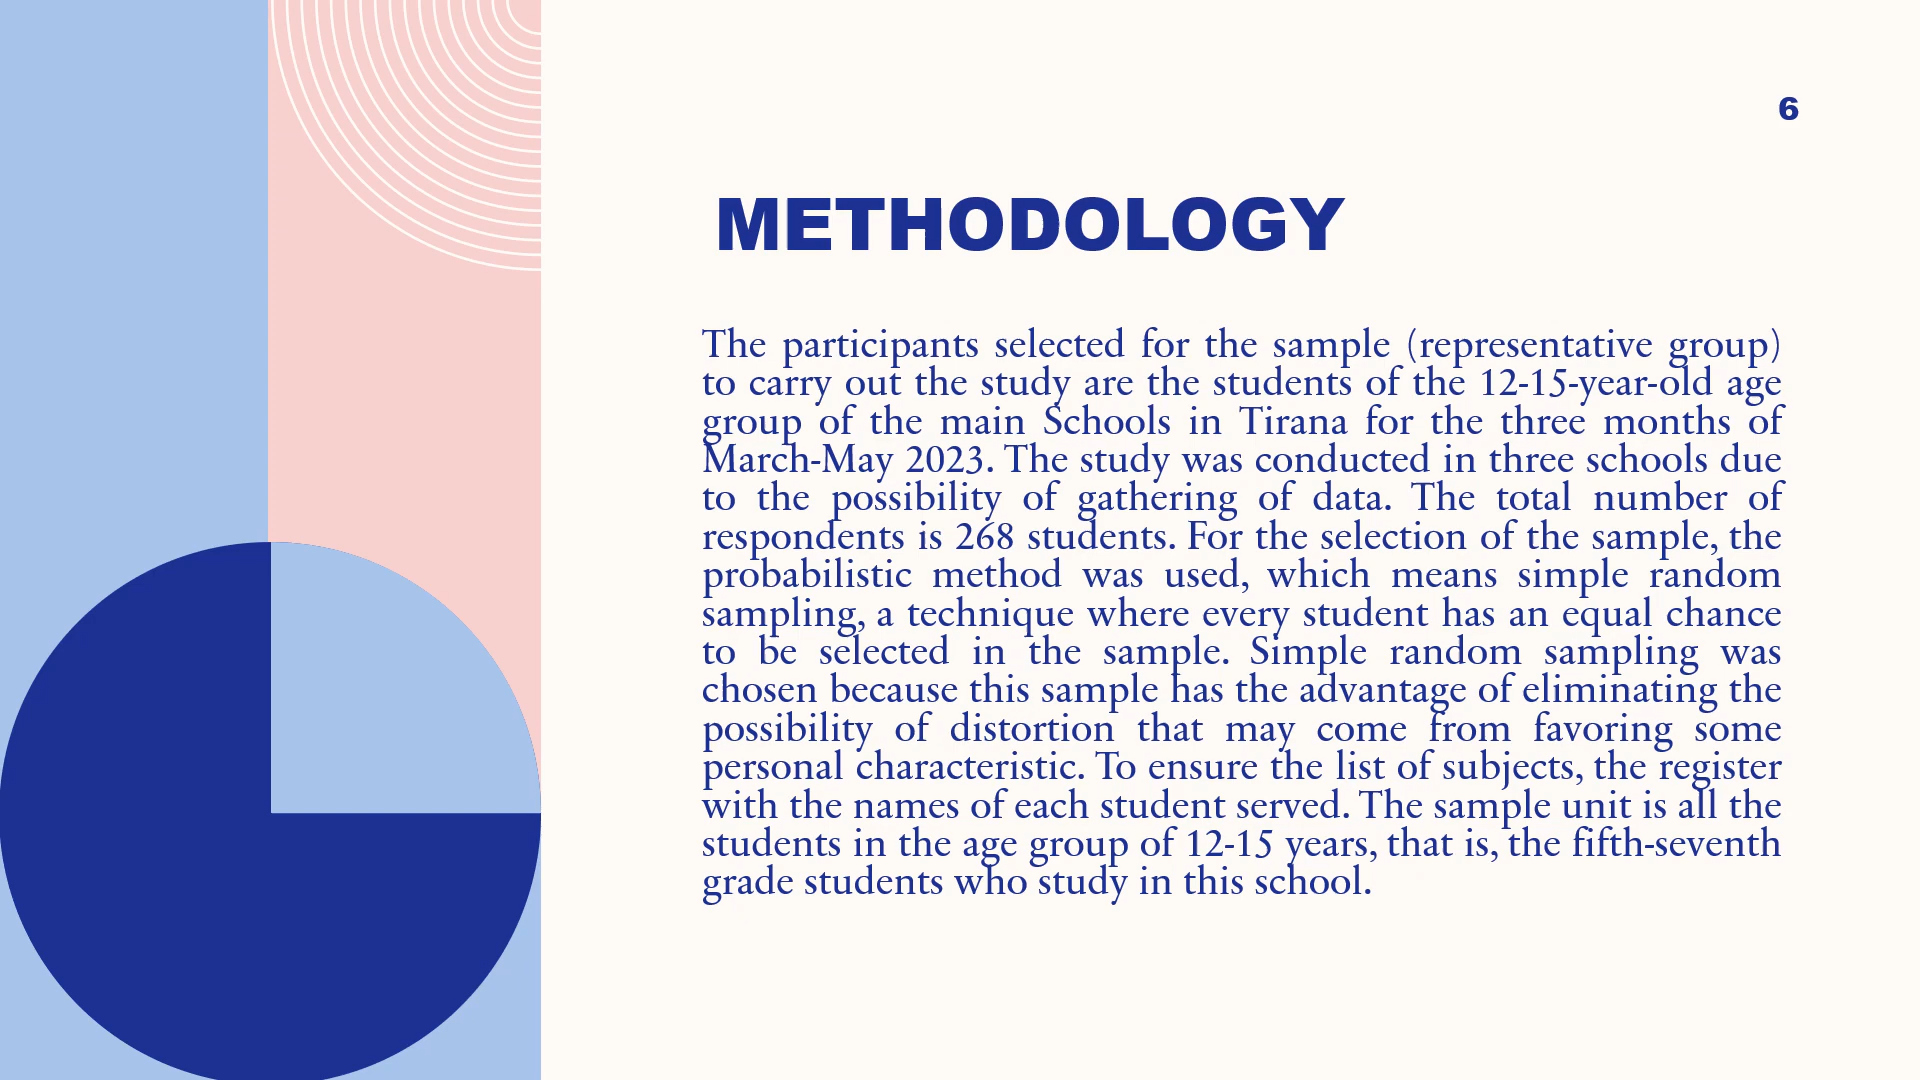 6
METHODOLOGY
The participants selected for the sample (representative group)
to carry out the study are the students of the 12-15-year-old age
group of the main Schools in Tirana for the three months of
March-May 2023. The study was conducted in three schools due
to the possibility of gathering of data. The total number of
respondents is 268 students. For the selection of the sample, the
probabilistic method was used, which means simple random
sampling, a technique where every student has an equal chance
to be selected in the sample. Simple random sampling was
chosen because this sample has the advantage of eliminating the
possibility of distortion that may come from favoring some
personal characteristic. To ensure the list of subjects, the register
with the names of each student served. The sample unit is all the
students in the age group of 12-15 years, that is, the fifth-seventh
grade students who study in this school.